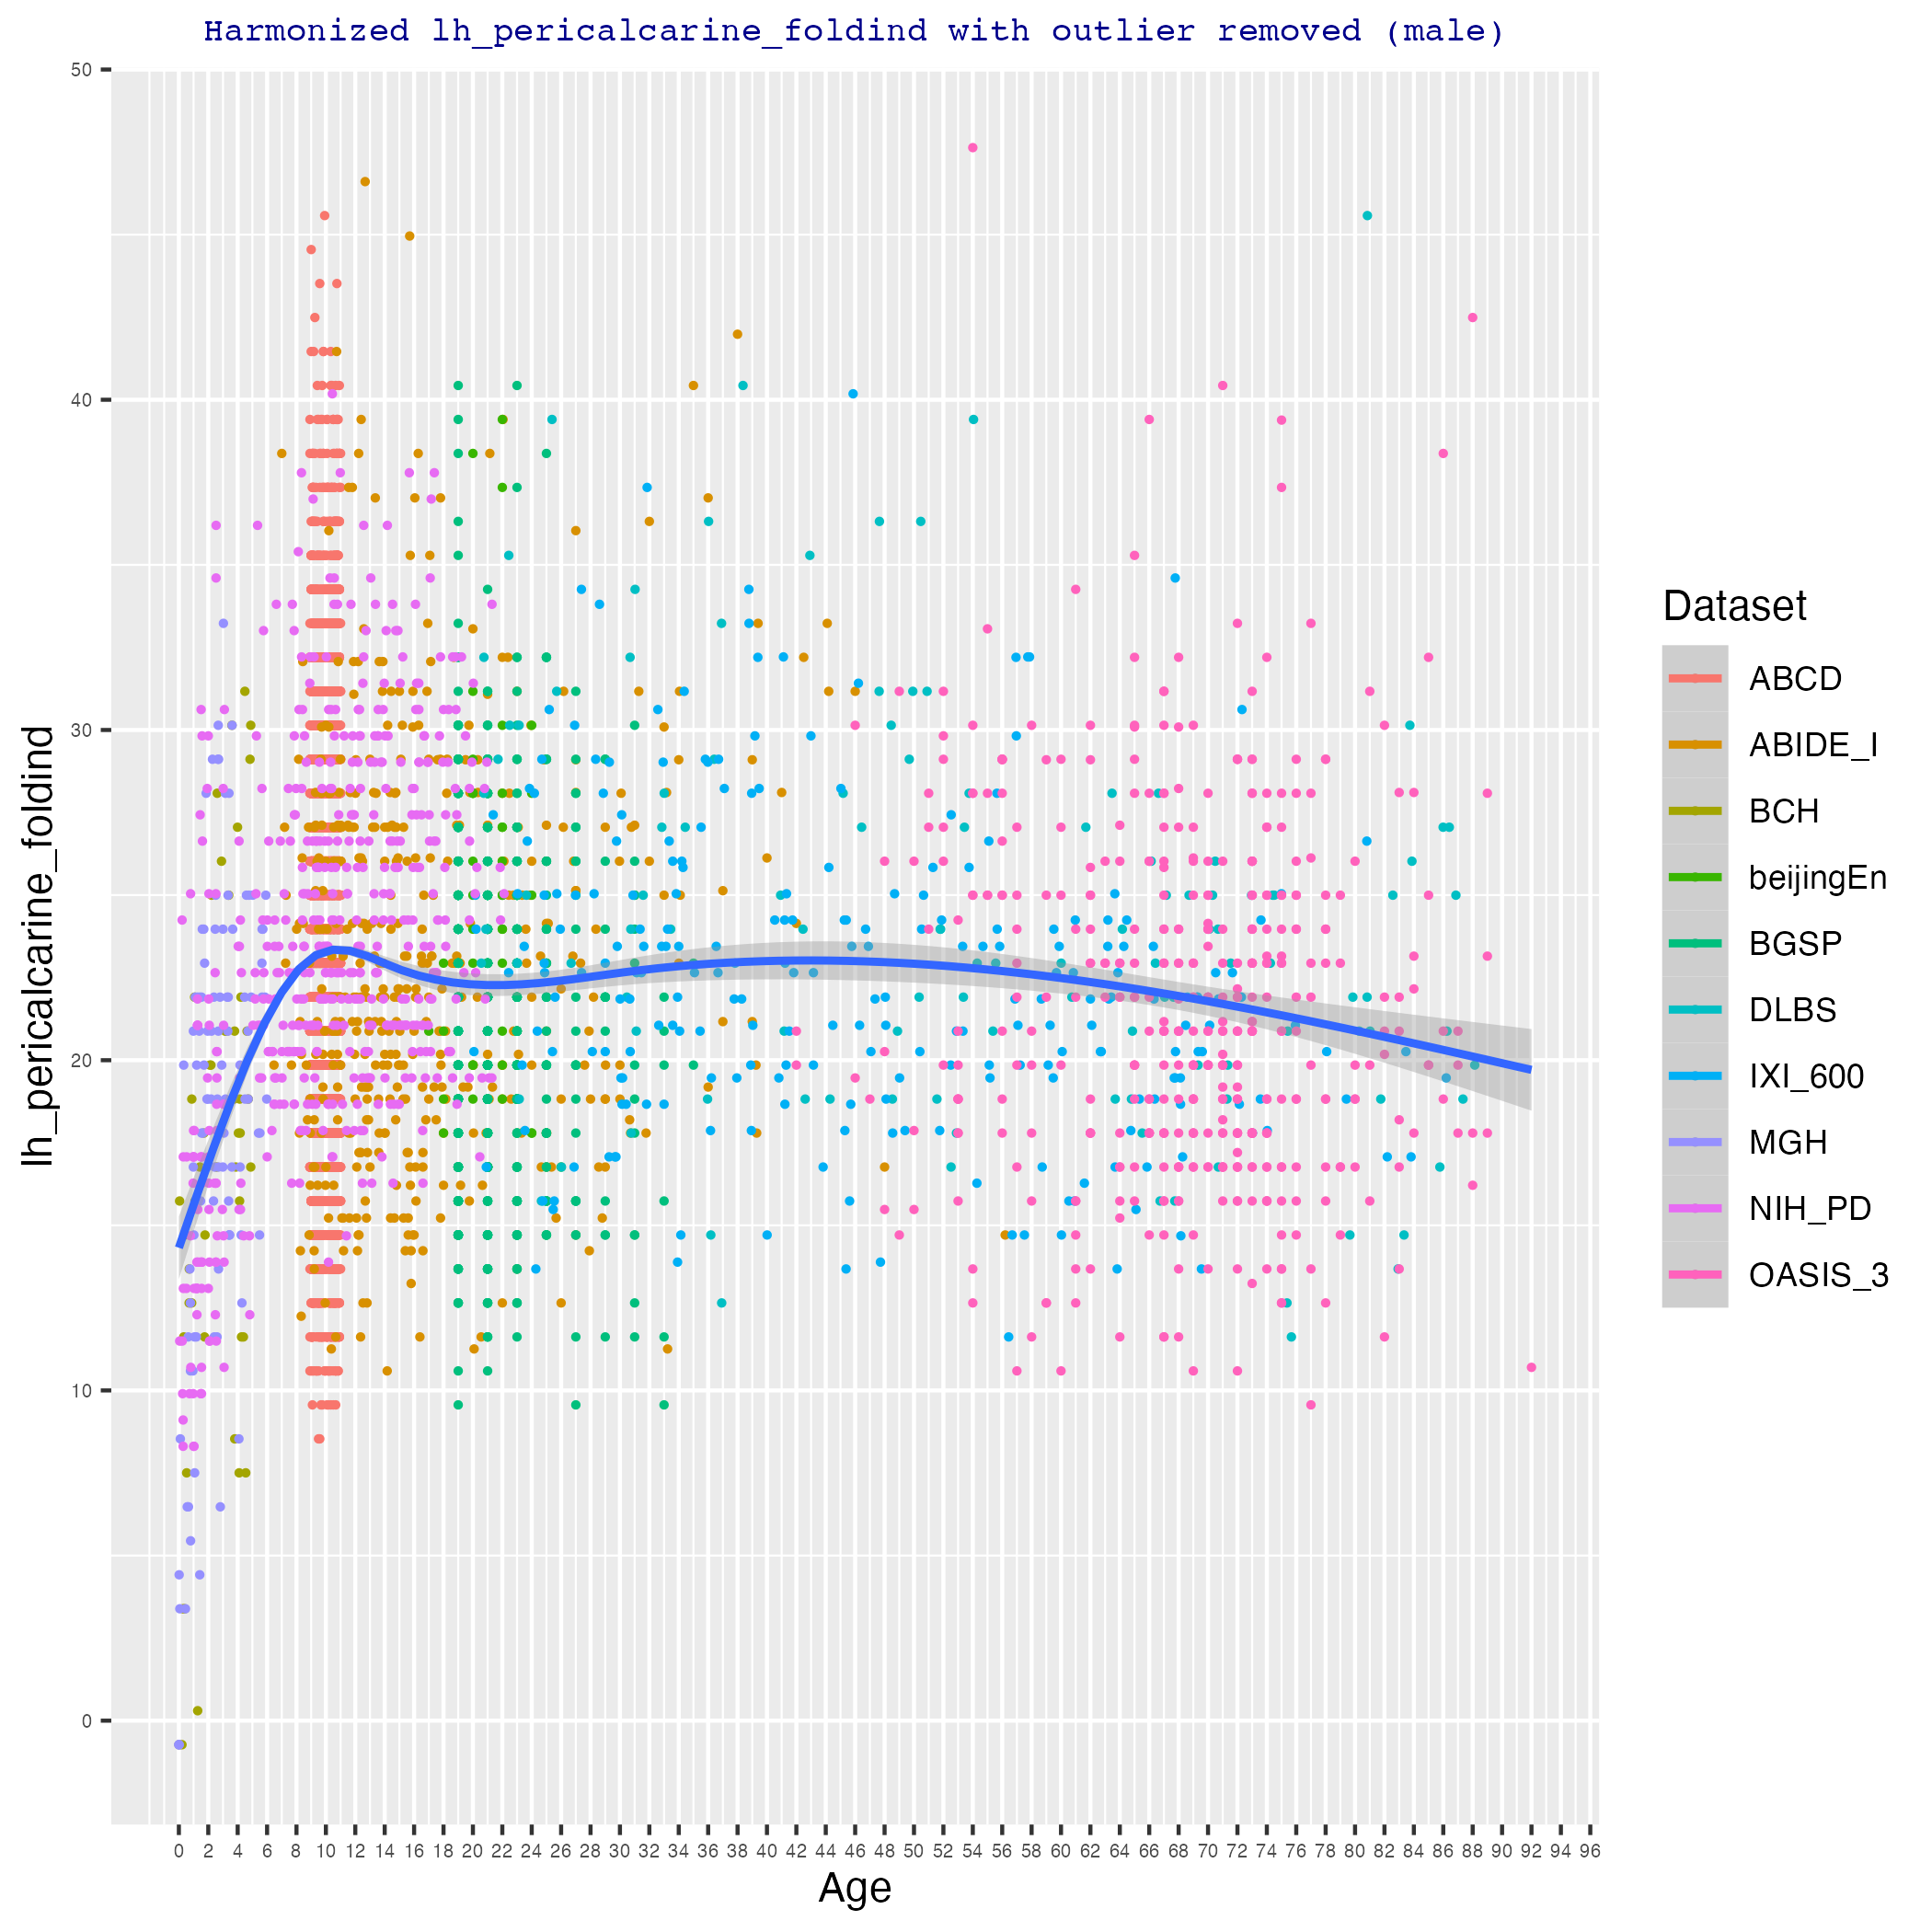 Harmonized lh_pericalcarine_foldind with outlier removed (male)
50
40
30
20
10
0
lh_pericalcarine_foldind
0 2 4 6 8 10 12 14 16 18 20 22 24 26 28 30 32 34 36 38 40 42 44 46 48 50 52 54 56 58 60 62 64 66 68 70 72 74 76 78 80 82 84 86 88 90 92 94 96
Age
Dataset
ABCD
ABIDE_I
BCH
beijingEn
BGSP
DLBS
IXI_600
MGH
NIH_PD
OASIS_3